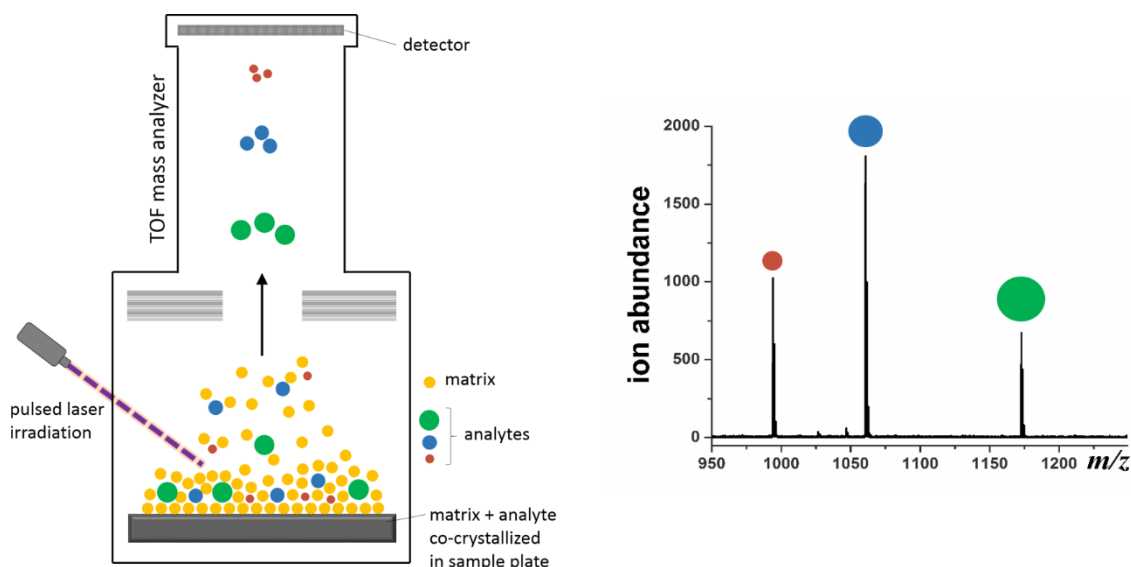 detector
TOF mass analyzer
pulsed laser
irradiation
matrix
analytes
matrix + analyte
co-crystallized
in sample plate
ion abundance
2000
1500
1000
500
0
950 1000 1050 1100 1150 1200 m/z